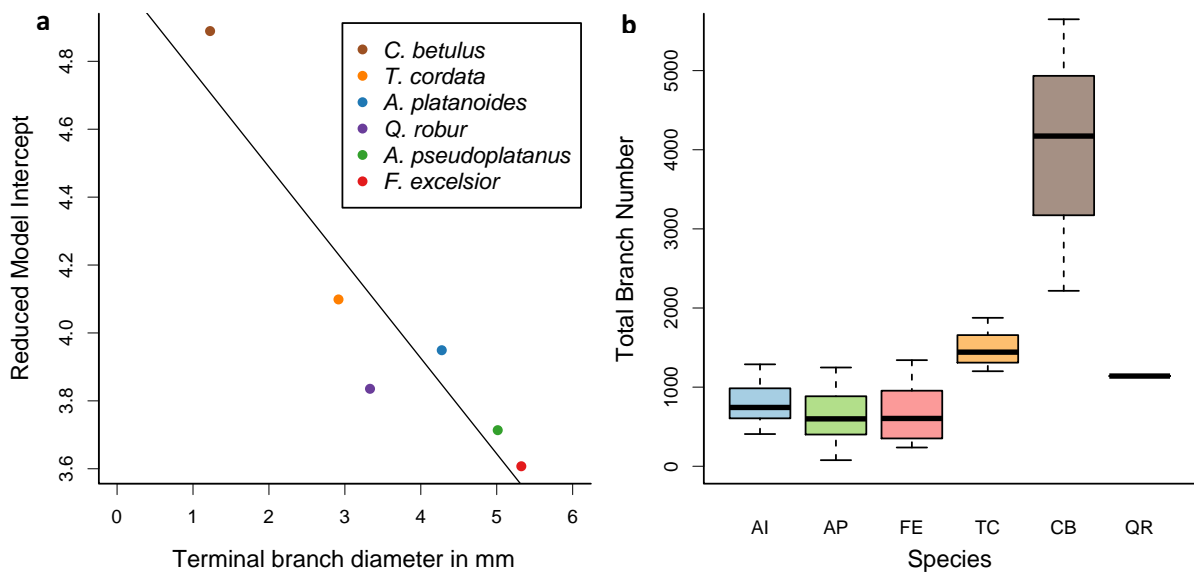 a
Reduced Model Intercept
4.8
4.6
4.4
4.2
4.0
3.8
3.6
C. betulus
T. cordata
A. platanoides
Q. robur
A. pseudoplatanus
F. excelsior
0 1 2 3 4 5 6
Terminal branch diameter in mm
b
Total Branch Number
5000
4000
3000
2000
1000
0
AI AP FE TC CB QR
Species